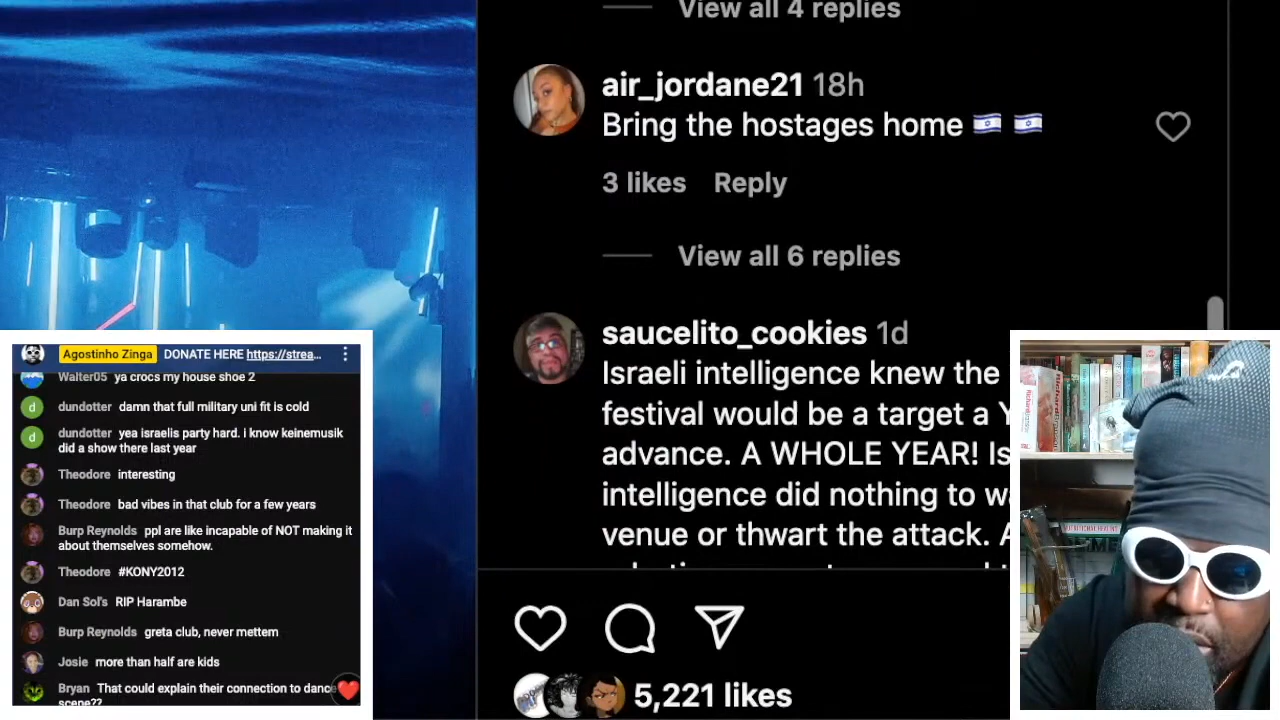 View all 4 replies
air_jordane21 18h
Bring the hostages home 🇮🇱 🇮🇱
3 likes Reply
View all 6 replies
saucelito_cookies 1d
Israeli intelligence knew the
festival would be a target a
advance. A WHOLE YEAR!
intelligence did nothing to
venue or thwart the attack.
5,221 likes
Agostinho Zinga DONATE HERE https://strea...
Walter05 ya crocs my house shoe 2
dundotter damn that full military uni fit is cold
dundotter yea israelis party hard. i know keinemusik
did a show there last year
Theodore interesting
Theodore bad vibes in that club for a few years
Burp Reynolds ppl are like incapable of NOT making it
about themselves somehow.
Theodore #KONY2012
Dan Sol's RIP Harambe
Burp Reynolds greta club, never mettem
Josie more than half are kids
Bryan That could explain their connection to dance
scene??